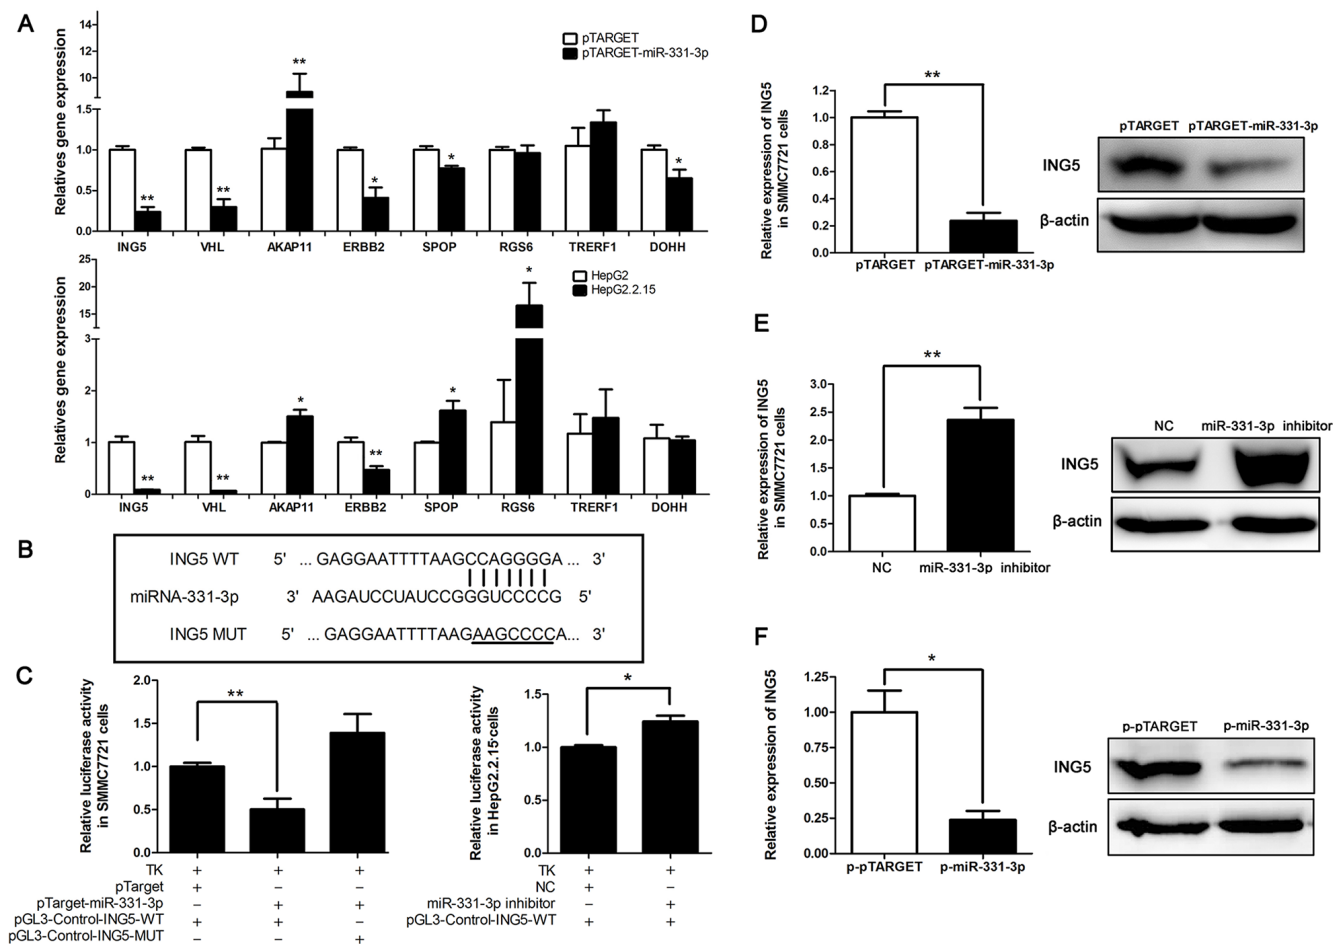 A
Relatives gene expression
14
12
10
8
6
1.5
1.0
0.5
0.0
pTARGET
pTARGET-miR-331-3p
** ** ** * * *
ING5 VHL AKAP11 ERBB2 SPOP RGS6 TRERF1 DOHH
Relatives gene expression
25
20
15
10
3
2
1
0
HepG2
HepG2.2.15
** ** * ** * *
ING5 VHL AKAP11 ERBB2 SPOP RGS6 TRERF1 DOHH
B
ING5 WT 5' ... GAGGAATTTTAAGCCAGGGGA... 3'
miRNA-331-3p 3' AAGAUCCUAUCCGGGUCCCCG 5'
ING5 MUT 5' ... GAGGAATTTTAAGAAGCCCCA... 3'
C
Relative luciferase activity
in SMMC7721 cells
2.0
1.5
1.0
0.5
0.0
**
TK + + +
pTarget + – –
pTarget-miR-331-3p – + +
pGL3-Control-ING5-WT + + –
pGL3-Control-ING5-MUT – – +
Relative luciferase activity
in HepG2.2.15 cells
1.5
1.0
0.5
0.0
*
TK + +
NC + –
miR-331-3p inhibitor – +
pGL3-Control-ING5-WT + +
D
Relative expression of ING5
in SMMC7721 cells
1.2
1.0
0.8
0.6
0.4
0.2
0.0
**
pTARGET pTARGET-miR-331-3p
pTARGET pTARGET-miR-331-3p
ING5
β-actin
E
Relative expression of ING5
in SMMC7721 cells
3.0
2.5
2.0
1.5
1.0
0.5
0.0
**
NC miR-331-3p inhibitor
NC miR-331-3p inhibitor
ING5
β-actin
F
Relative expression of ING5
1.25
1.00
0.75
0.50
0.25
0.00
*
p-pTARGET p-miR-331-3p
p-pTARGET p-miR-331-3p
ING5
β-actin